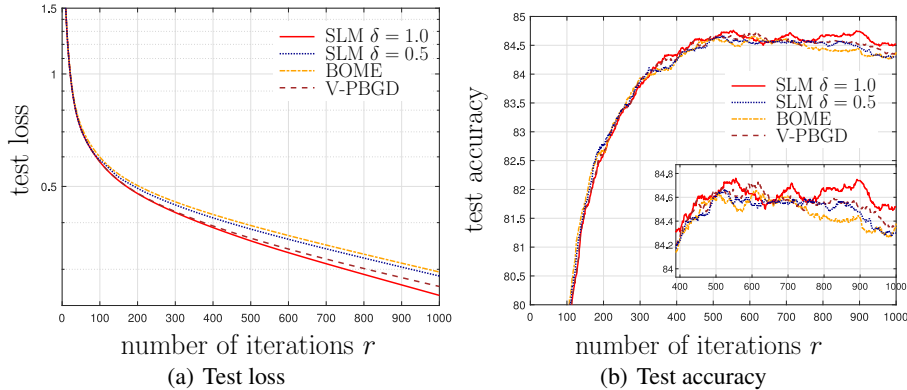 1.5
1
0.5
test loss
SLM δ = 1.0
SLM δ = 0.5
BOME
V-PBGD
0 100 200 300 400 500 600 700 800 900 1000
number of iterations r
(a) Test loss
85
84.5
84
83.5
83
82.5
82
81.5
81
80.5
80
test accuracy
SLM δ = 1.0
SLM δ = 0.5
BOME
V-PBGD
84.8
84.6
84.4
84.2
84
400 500 600 700 800 900 1000
0 100 200 300 400 500 600 700 800 900 1000
number of iterations r
(b) Test accuracy